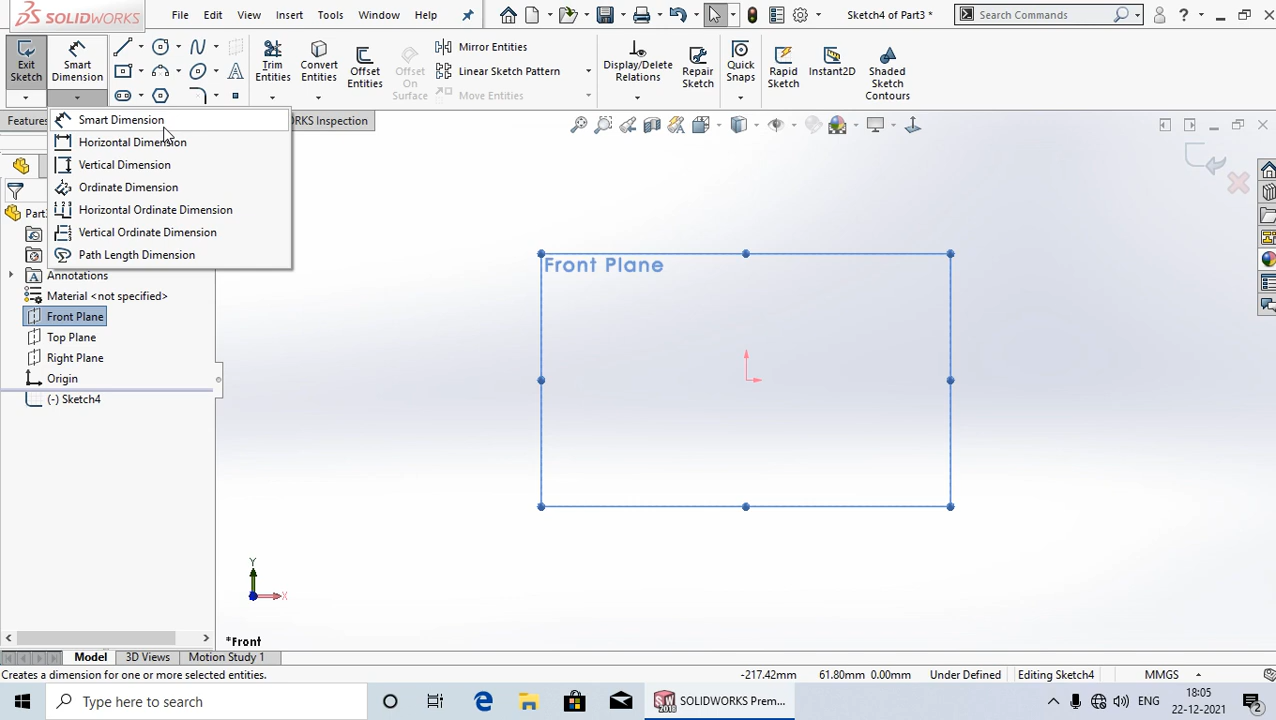 SOLIDWORKS File Edit View Insert Tools Window Help Sketch4 of Part3 * Search Commands ?
Exit Sketch Smart Dimension Trim Entities Convert Entities Offset Entities Offset On Surface Mirror Entities Linear Sketch Pattern Move Entities Display/Delete Relations Repair Sketch Quick Snaps Rapid Sketch Instant2D Shaded Sketch Contours
Features RKS Inspection
Smart Dimension
Horizontal Dimension
Vertical Dimension
Ordinate Dimension
Horizontal Ordinate Dimension
Vertical Ordinate Dimension
Path Length Dimension
Part3
Annotations
Material <not specified>
Front Plane
Top Plane
Right Plane
Origin
(-) Sketch4
Front Plane
Y
X
*Front
Model 3D Views Motion Study 1
Creates a dimension for one or more selected entities. -217.42mm 61.80mm 0.00mm Under Defined Editing Sketch4 MMGS
Type here to search SOLIDWORKS Prem... ENG 18:05
22-12-2021 2